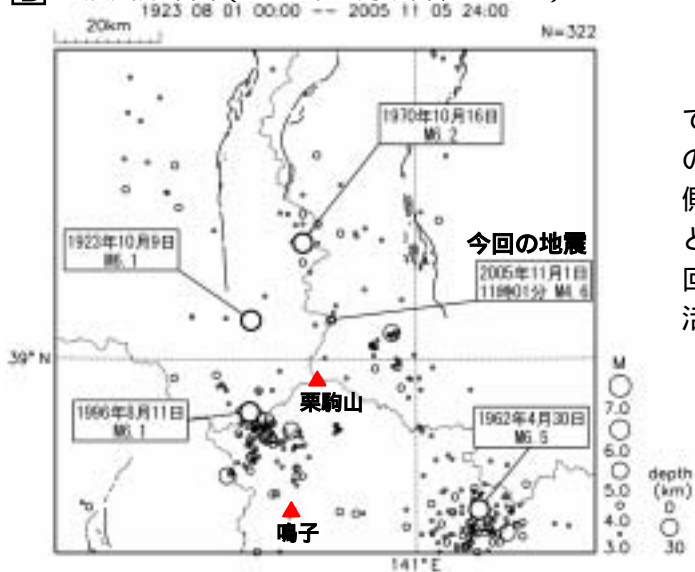 1923 08 01 00:00 -- 2005 11 05 24:00
20km
N=322
1970年10月16日
M6.2
1923年10月9日
M6.1
今回の地震
2005年11月1日
11時01分 M4.6
39°N
栗駒山
1996年8月11日
M6.1
1962年4月30日
M6.5
鳴子
141°E
M
7.0
6.0
5.0
4.0
3.0
depth
(km)
0
30
で
の
側
と
回
活